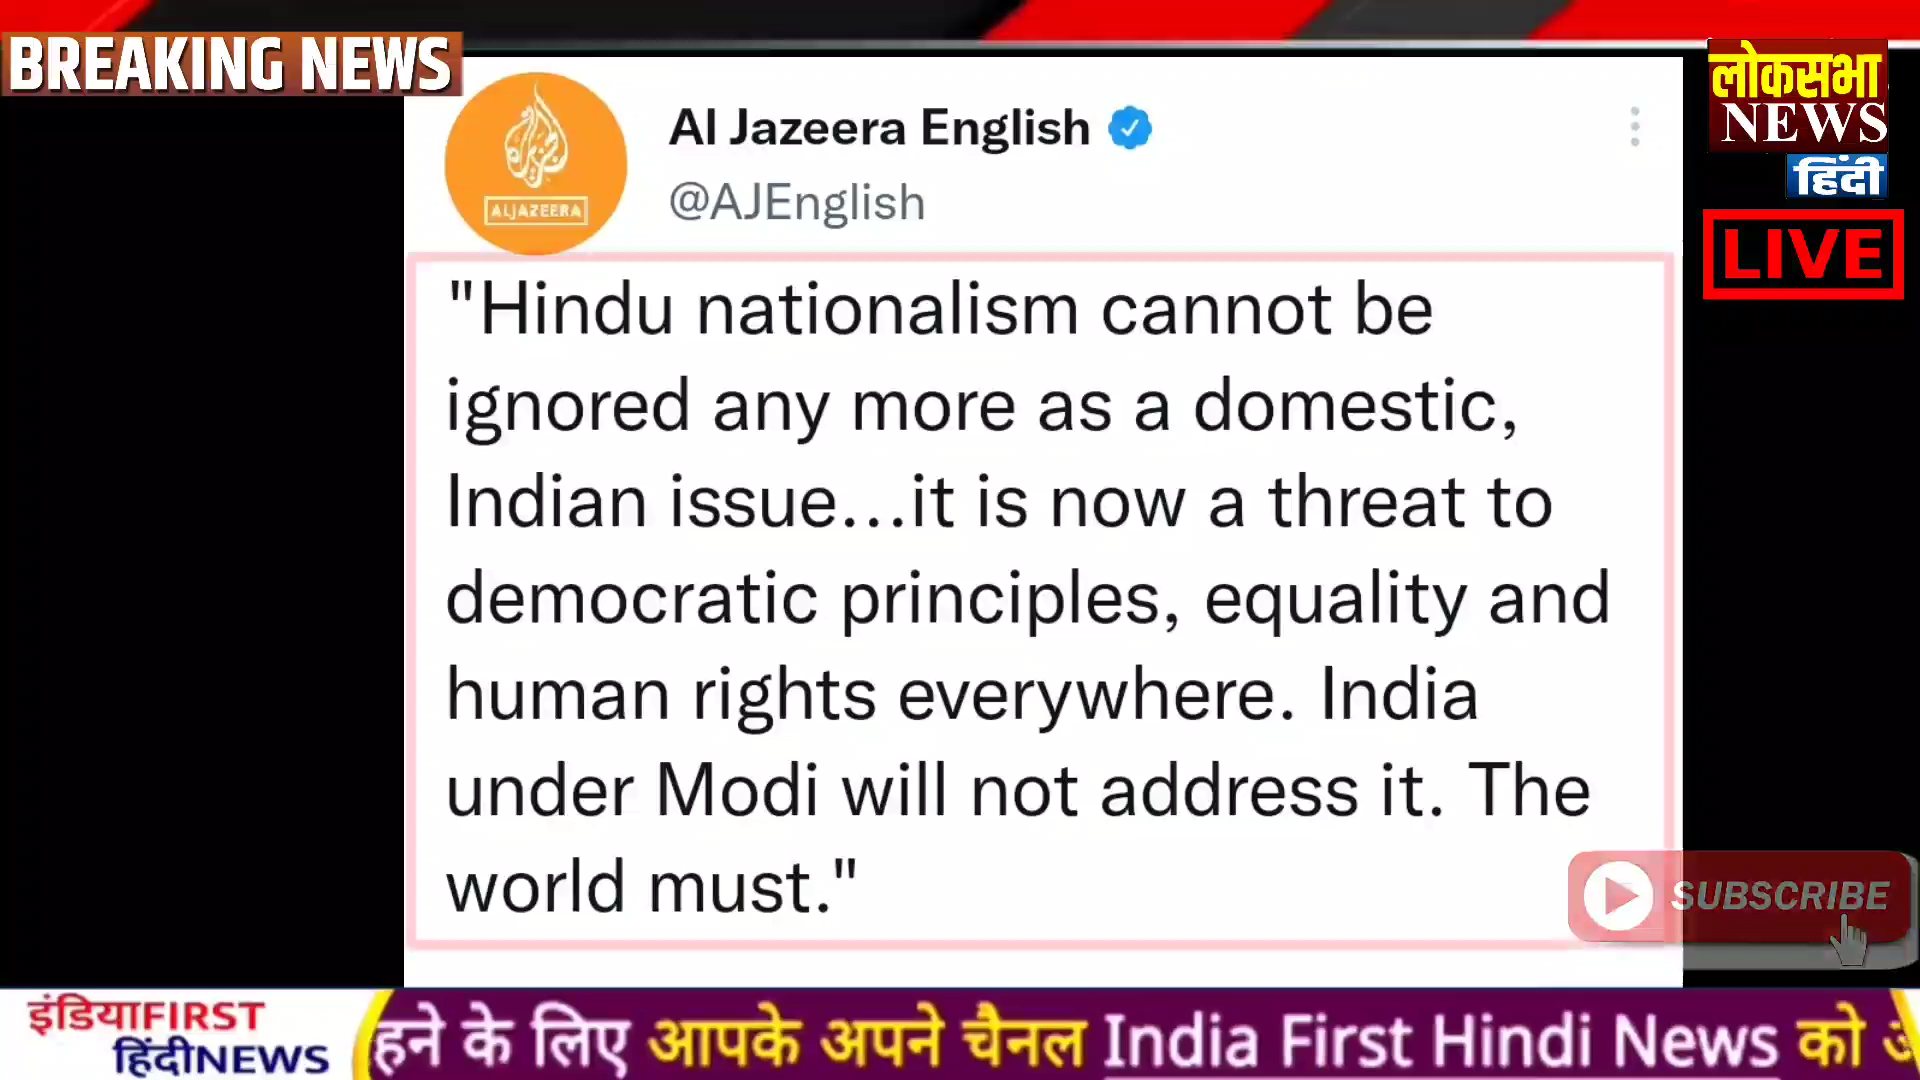 BREAKING NEWS
लोकसभा
NEWS
हिंदी
LIVE
Al Jazeera English
@AJEnglish
ALJAZEERA
"Hindu nationalism cannot be
ignored any more as a domestic,
Indian issue...it is now a threat to
democratic principles, equality and
human rights everywhere. India
under Modi will not address it. The
world must."
SUBSCRIBE
इंडियाFIRST
हिंदीNEWS
हने के लिए आपके अपने चैनल India First Hindi News को